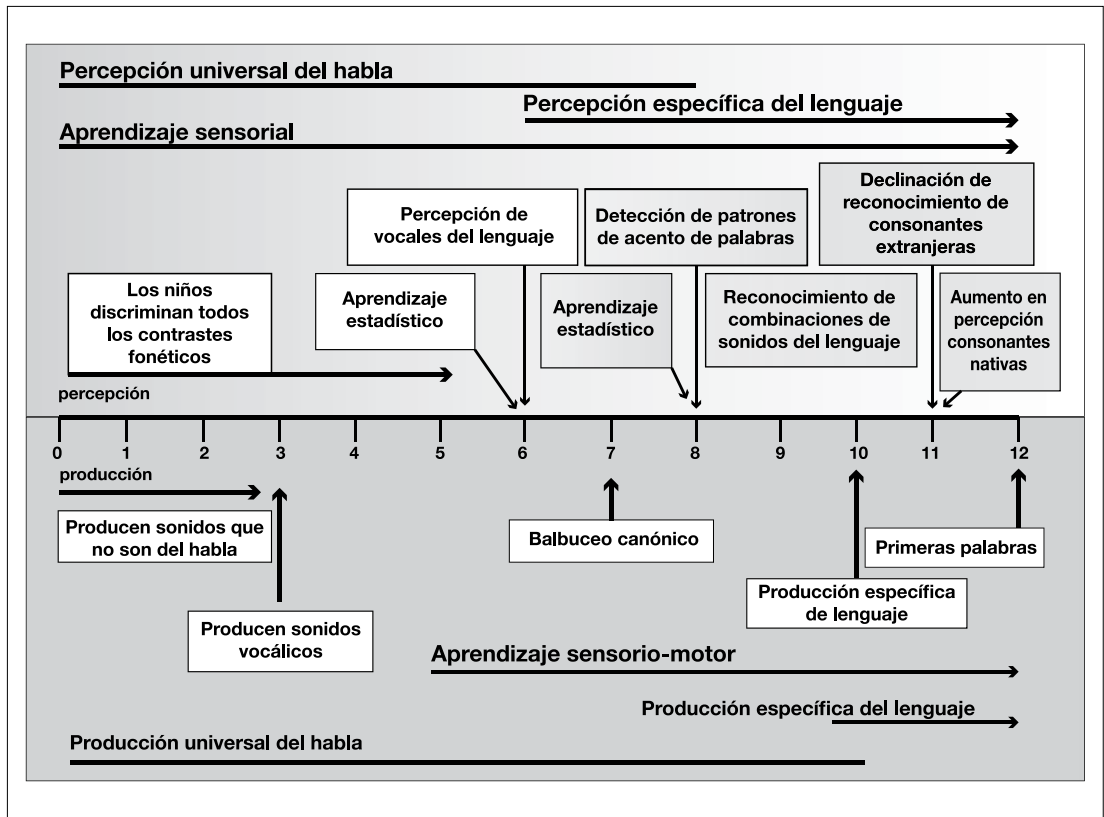 Percepción universal del habla
Percepción específica del lenguaje
Aprendizaje sensorial
Percepción de
vocales del lenguaje
Detección de patrones
de acento de palabras
Declinación de
reconocimiento de
consonantes
extranjeras
Los niños
discriminan todos
los contrastes
fonéticos
Aprendizaje
estadístico
Aprendizaje
estadístico
Reconocimiento de
combinaciones de
sonidos del lenguaje
Aumento en
percepción
consonantes
nativas
percepción
0 1 2 3 4 5 6 7 8 9 10 11 12
producción
Producen sonidos que
no son del habla
Balbuceo canónico
Primeras palabras
Producción específica
de lenguaje
Producen sonidos
vocálicos
Aprendizaje sensorio-motor
Producción específica del lenguaje
Producción universal del habla